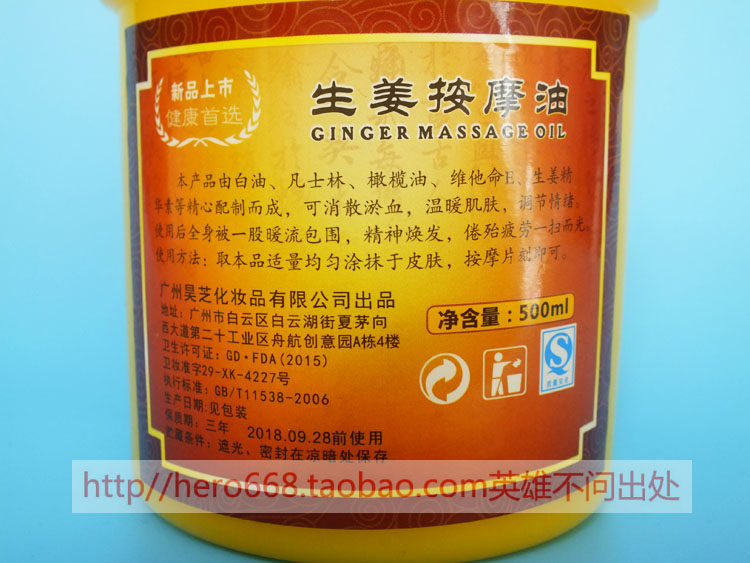 新品上市
健康首选
生姜按摩油
GINGER MASSAGE OIL
本产品由白油、凡士林、橄榄油、维他命E、生姜精
华素等精心配制而成，可消散淤血，温暖肌肤，调节情绪。
使用后全身被一股暖流包围，精神焕发，倦殆疲劳一扫而光。
使用方法：取本品适量均匀涂抹于皮肤，按摩片刻即可。
广州昊芝化妆品有限公司出品
地址：广州市白云区白云湖街夏茅向
西大道第二十工业区舟航创意园A栋4楼
卫生许可证：GD·FDA(2015)
卫妆准字29-XK-4227号
执行标准：GB/T11538-2006
生产日期：见包装
保质期：三年 2018.09.28前使用
贮藏条件：遮光、密封在凉暗处保存
净含量：500ml
质量安全
http//hero668.taobao.com英雄不问出处